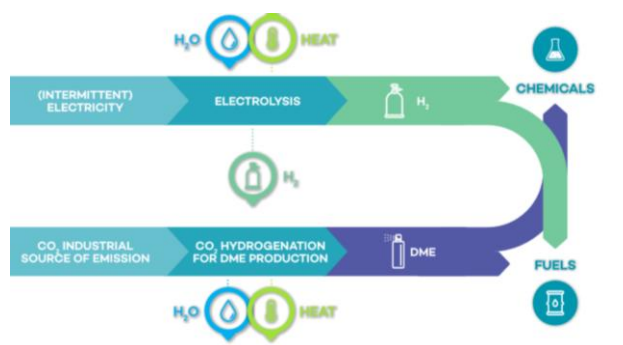 H₂O
HEAT
(INTERMITTENT)
ELECTRICITY
ELECTROLYSIS
H₂
CHEMICALS
H₂
CO₂ INDUSTRIAL
SOURCE OF EMISSION
CO₂ HYDROGENATION
FOR DME PRODUCTION
DME
FUELS
H₂O
HEAT